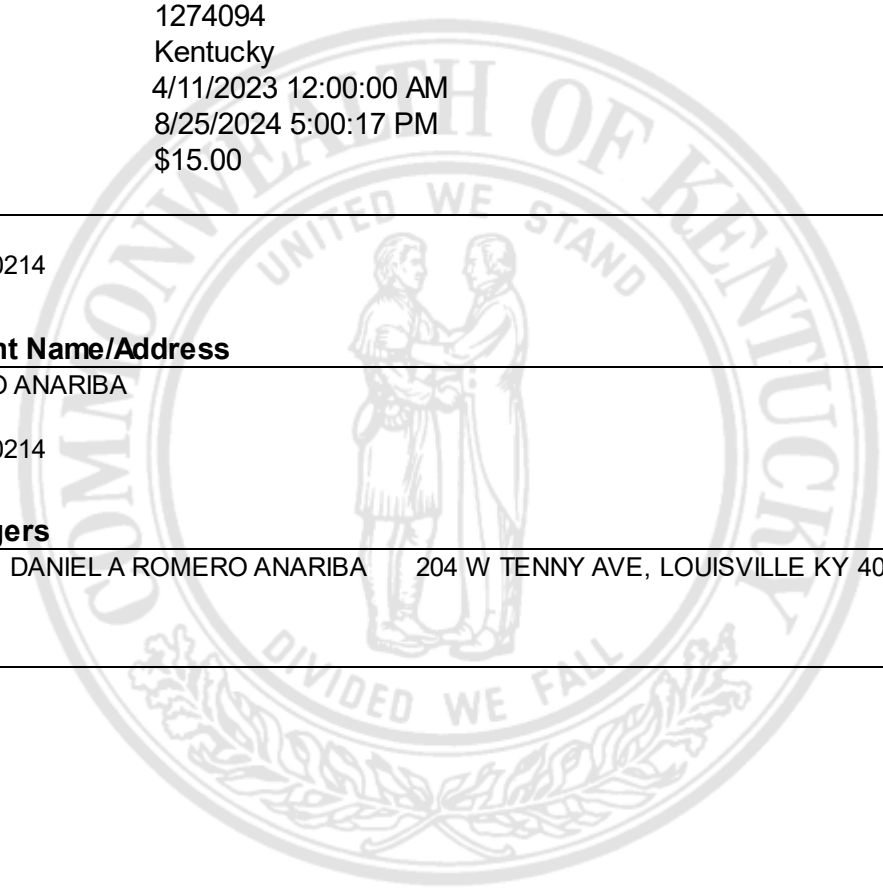 1274094
Kentucky
4/11/2023 12:00:00 AM
8/25/2024 5:00:17 PM
$15.00
0214
nt Name/Address
O ANARIBA
0214
gers
DANIEL A ROMERO ANARIBA 204 W TENNY AVE, LOUISVILLE KY 40
COMMONWEALTH OF KENTUCKY
UNITED WE STAND
DIVIDED WE FALL